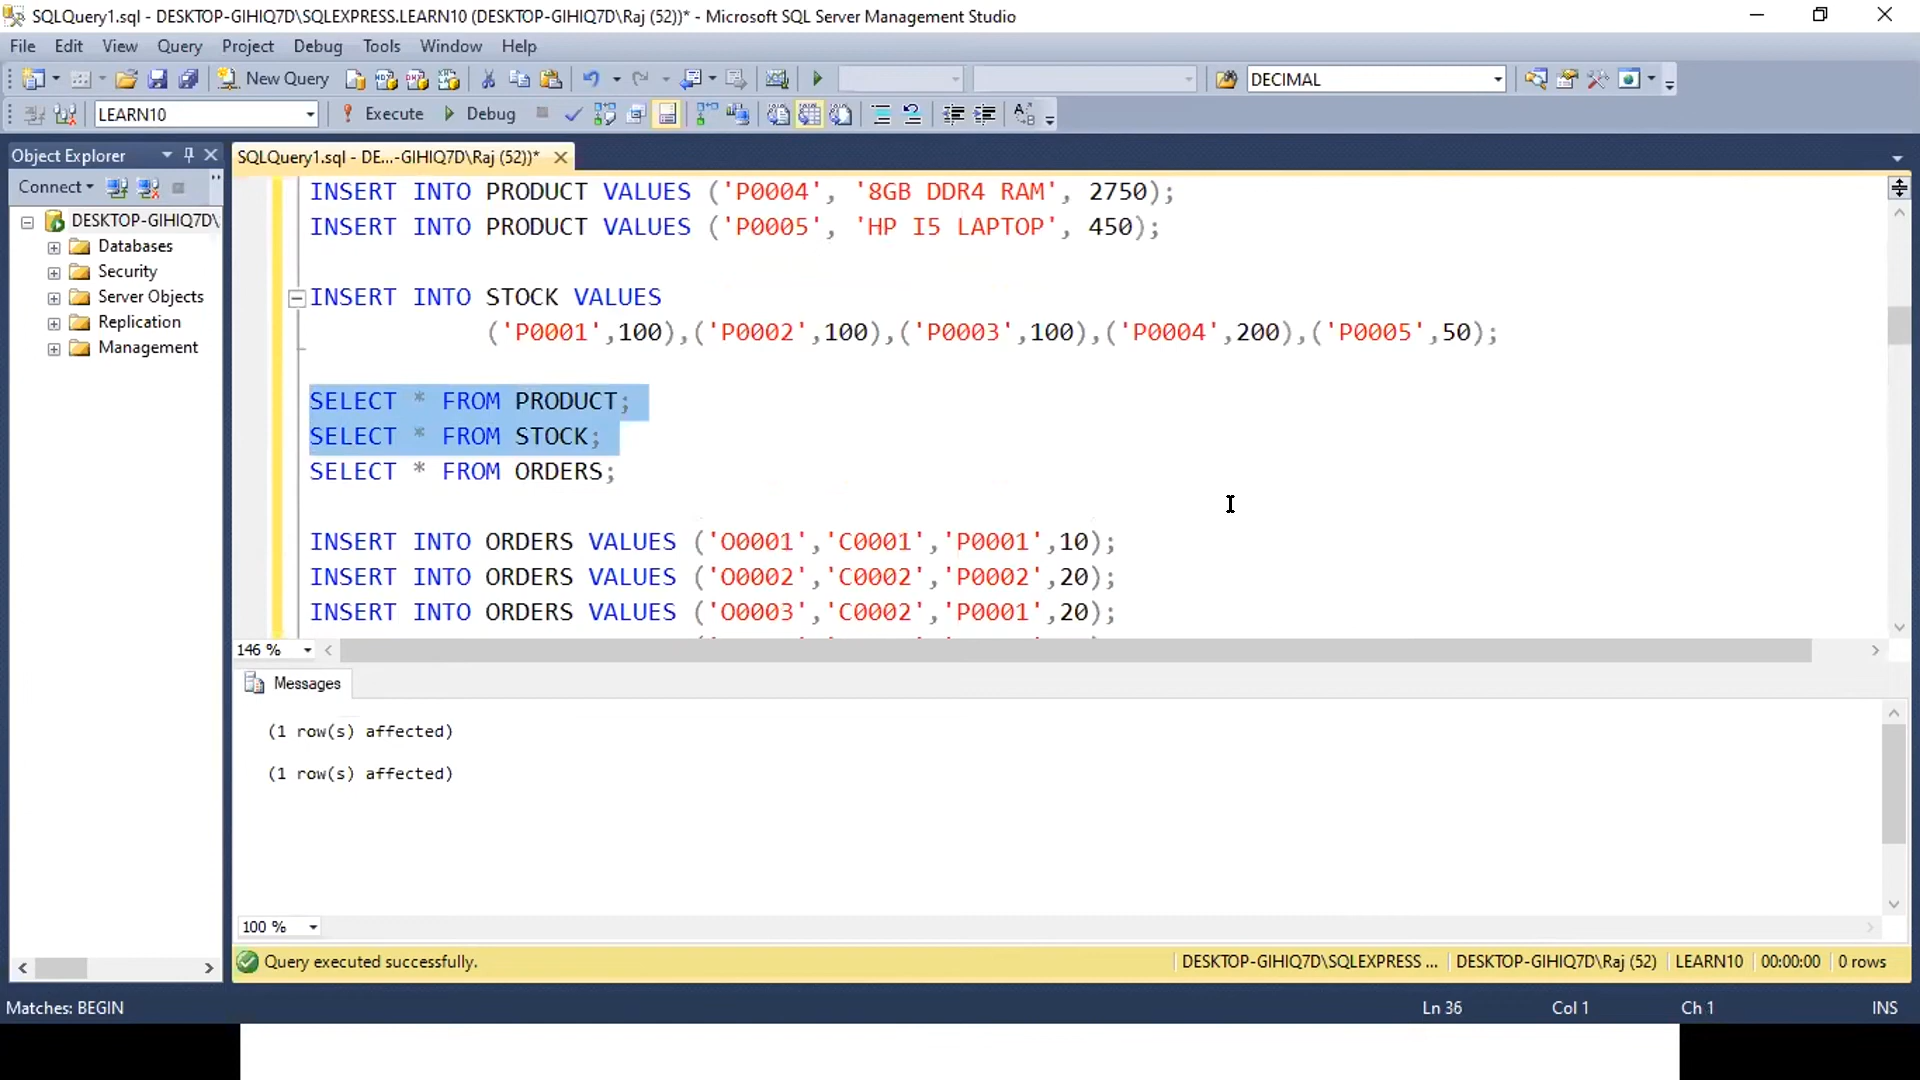 SQLQuery1.sql - DESKTOP-GIHIQ7D\SQLEXPRESS.LEARN10 (DESKTOP-GIHIQ7D\Raj (52))* - Microsoft SQL Server Management Studio
File Edit View Query Project Debug Tools Window Help
New Query DECIMAL
LEARN10 Execute Debug
Object Explorer
SQLQuery1.sql - DE...-GIHIQ7D\Raj (52))*
Connect
DESKTOP-GIHIQ7D\
Databases
Security
Server Objects
Replication
Management
INSERT INTO PRODUCT VALUES ('P0004', '8GB DDR4 RAM', 2750);
INSERT INTO PRODUCT VALUES ('P0005', 'HP I5 LAPTOP', 450);
INSERT INTO STOCK VALUES
('P0001',100),('P0002',100),('P0003',100),('P0004',200),('P0005',50);
SELECT * FROM PRODUCT;
SELECT * FROM STOCK;
SELECT * FROM ORDERS;
INSERT INTO ORDERS VALUES ('O0001','C0001','P0001',10);
INSERT INTO ORDERS VALUES ('O0002','C0002','P0002',20);
INSERT INTO ORDERS VALUES ('O0003','C0002','P0001',20);
146 %
Messages
(1 row(s) affected)
(1 row(s) affected)
100 %
Query executed successfully. DESKTOP-GIHIQ7D\SQLEXPRESS ... DESKTOP-GIHIQ7D\Raj (52) LEARN10 00:00:00 0 rows
Matches: BEGIN Ln 36 Col 1 Ch 1 INS